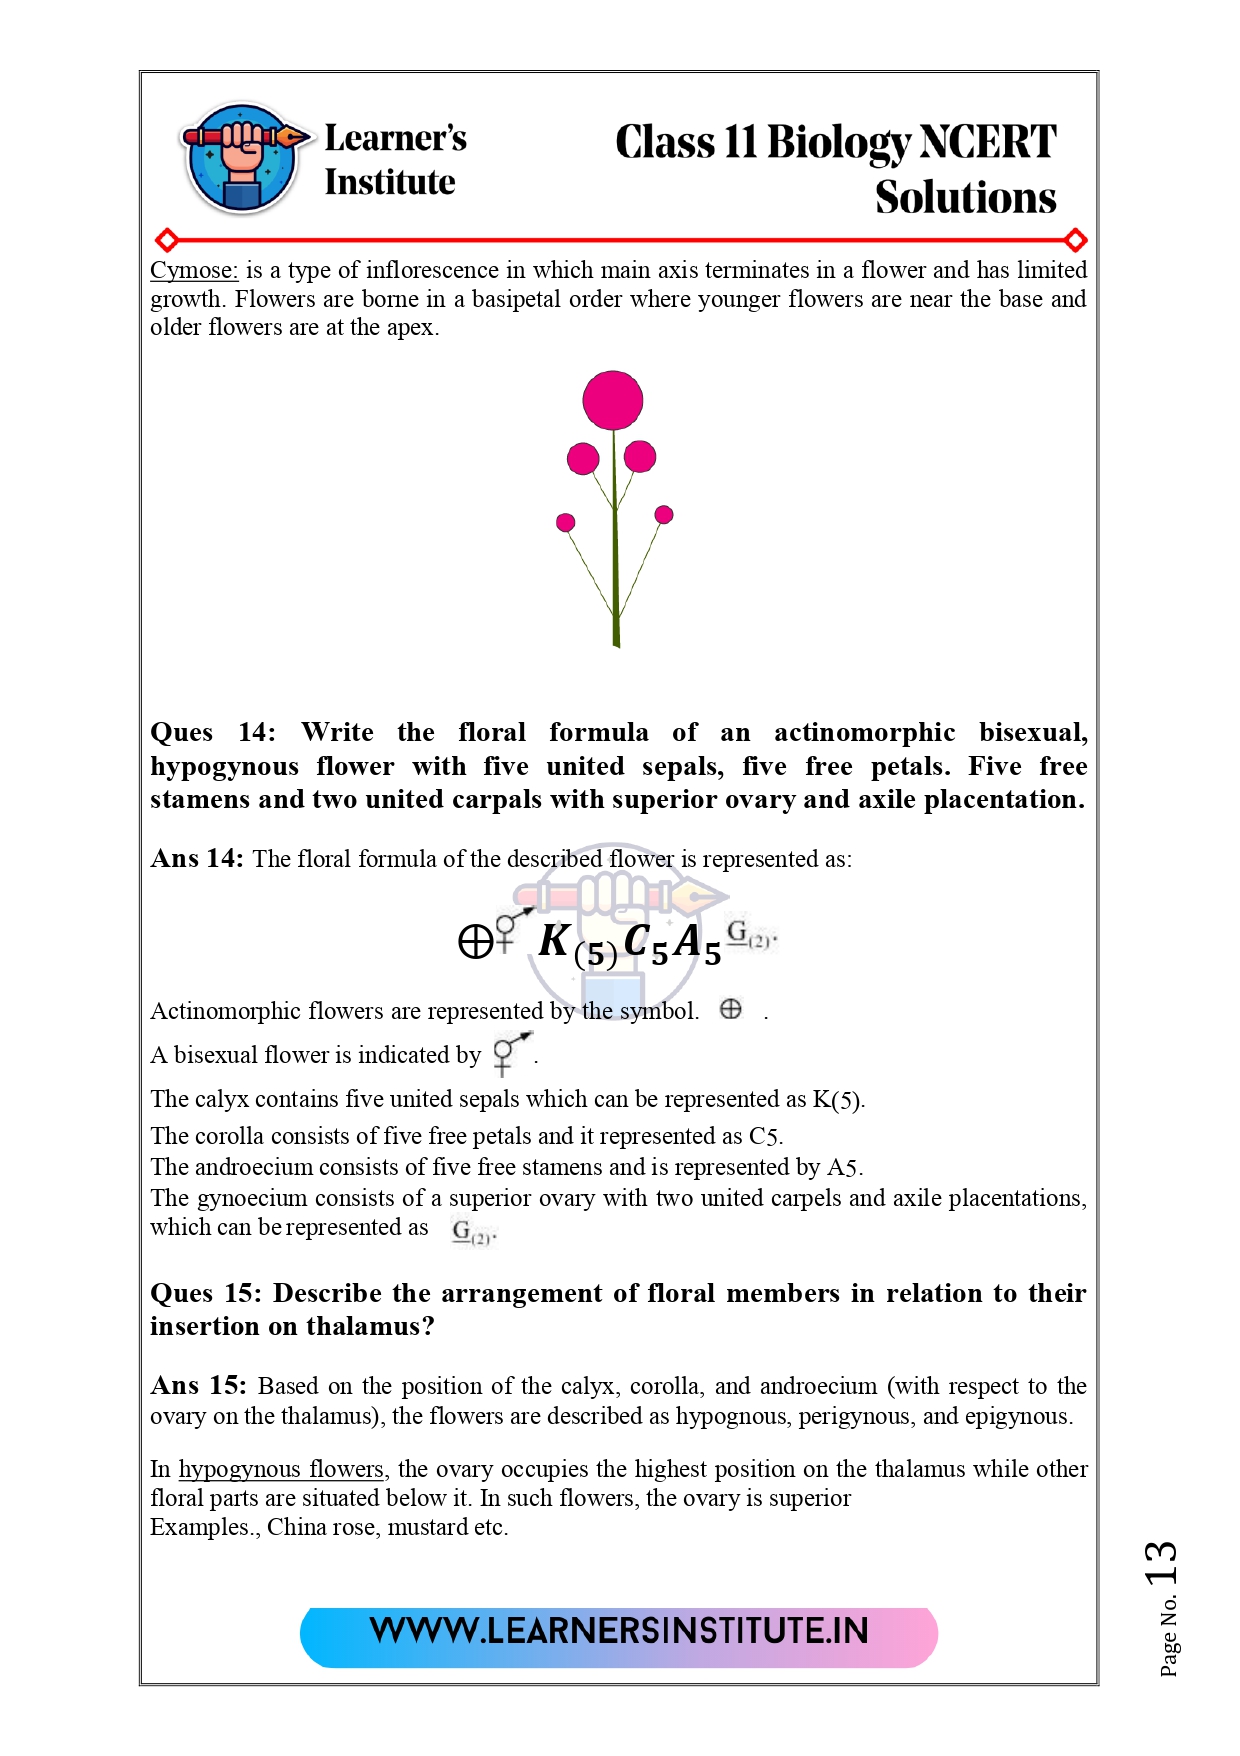 Learner's
Institute
Class 11 Biology NCERT
Solutions
Cymose: is a type of inflorescence in which main axis terminates in a flower and has limited
growth. Flowers are borne in a basipetal order where younger flowers are near the base and
older flowers are at the apex.
Ques 14: Write the floral formula of an actinomorphic bisexual,
hypogynous flower with five united sepals, five free petals. Five free
stamens and two united carpals with superior ovary and axile placentation.
Ans 14: The floral formula of the described flower is represented as:
⊕ ⚥ K(5)C5A5 G(2).
Actinomorphic flowers are represented by the symbol. ⊕ .
A bisexual flower is indicated by ⚥.
The calyx contains five united sepals which can be represented as K(5).
The corolla consists of five free petals and it represented as C5.
The androecium consists of five free stamens and is represented by A5.
The gynoecium consists of a superior ovary with two united carpels and axile placentations,
which can be represented as G(2).
Ques 15: Describe the arrangement of floral members in relation to their
insertion on thalamus?
Ans 15: Based on the position of the calyx, corolla, and androecium (with respect to the
ovary on the thalamus), the flowers are described as hypognous, perigynous, and epigynous.
In hypogynous flowers, the ovary occupies the highest position on the thalamus while other
floral parts are situated below it. In such flowers, the ovary is superior
Examples., China rose, mustard etc.
WWW.LEARNERSINSTITUTE.IN
Page No. 13